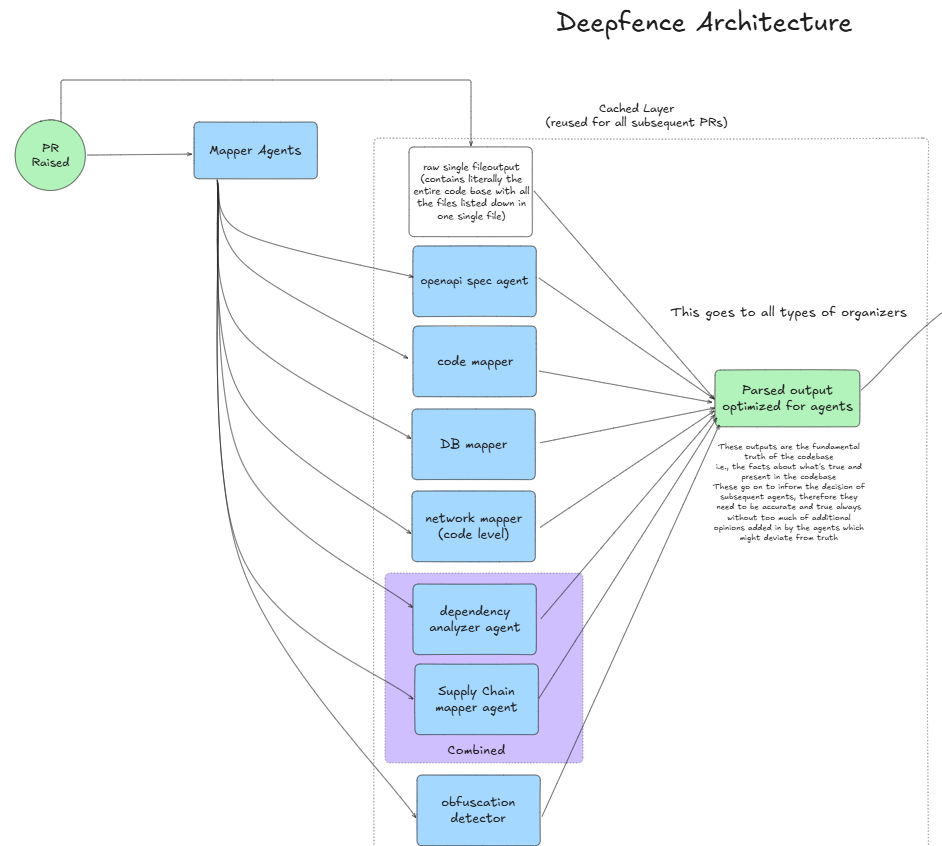 Deepfence Architecture
Cached Layer
(reused for all subsequent PRs)
PR
Raised
Mapper Agents
raw single fileoutput
(contains literally the
entire code base with all
the files listed down in
one single file)
openapi spec agent
This goes to all types of organizers
code mapper
Parsed output
optimized for agents
DB mapper
These outputs are the fundamental
truth of the codebase
i.e., the facts about what's true and
present in the codebase
These go on to inform the decision of
subsequent agents, therefore they
need to be accurate and true always
without too much of additional
opinions added in by the agents which
might deviate from truth
network mapper
(code level)
dependency
analyzer agent
Supply Chain
mapper agent
Combined
obfuscation
detector